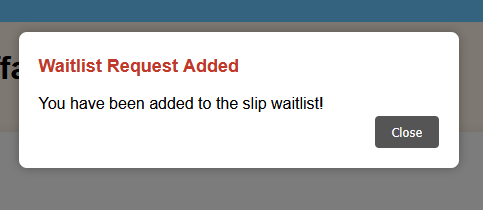 Waitlist Request Added
You have been added to the slip waitlist!
Close